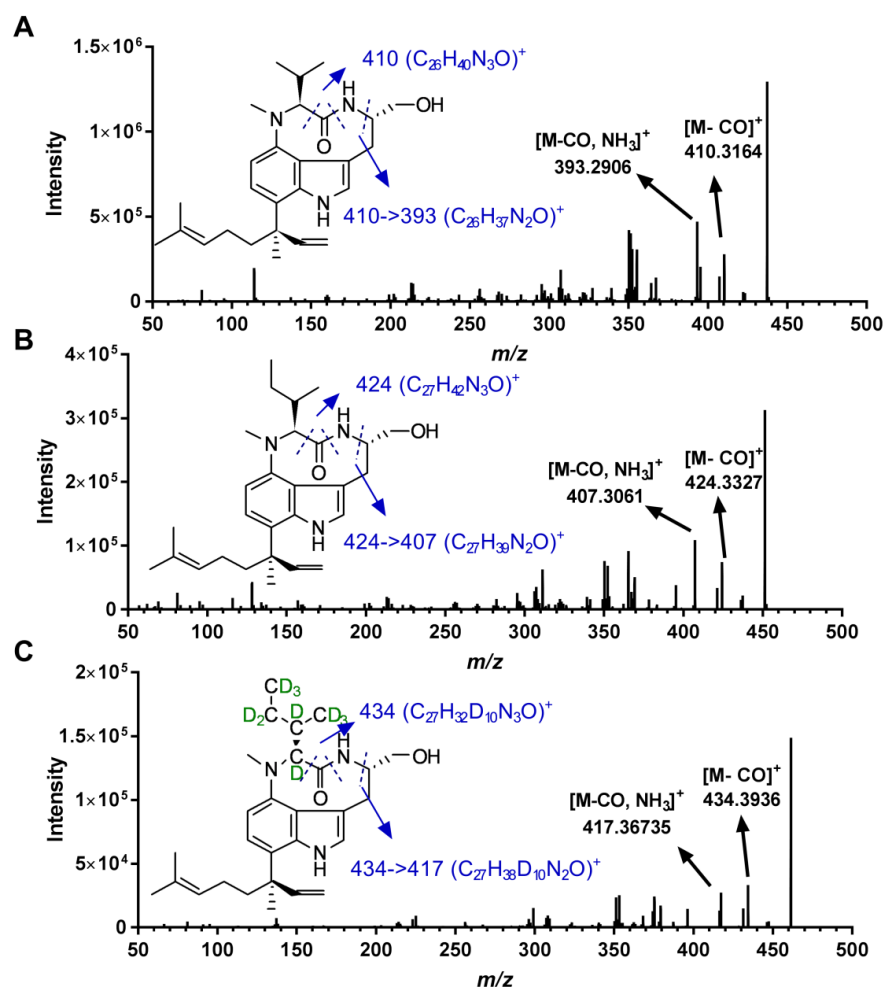 A
1.5×10⁶
1×10⁶
5×10⁵
0
Intensity
50 100 150 200 250 300 350 400 450 500
m/z
410 (C₂₆H₄₀N₃O)⁺
H
N
OH
N
O
N
H
410->393 (C₂₆H₃₇N₂O)⁺
[M-CO, NH₃]⁺
393.2906
[M- CO]⁺
410.3164
B
4×10⁵
3×10⁵
2×10⁵
1×10⁵
0
Intensity
50 100 150 200 250 300 350 400 450 500
m/z
424 (C₂₇H₄₂N₃O)⁺
H
N
OH
N
O
NH
424->407 (C₂₇H₃₉N₂O)⁺
[M-CO, NH₃]⁺
407.3061
[M- CO]⁺
424.3327
C
2×10⁵
1.5×10⁵
1×10⁵
5×10⁴
0
Intensity
50 100 150 200 250 300 350 400 450 500
m/z
CD₃
D₂C D C CD₃
434 (C₂₇H₃₂D₁₀N₃O)⁺
H
N C N
OH
D
O
NH
434->417 (C₂₇H₃₈D₁₀N₂O)⁺
[M-CO, NH₃]⁺
417.36735
[M- CO]⁺
434.3936